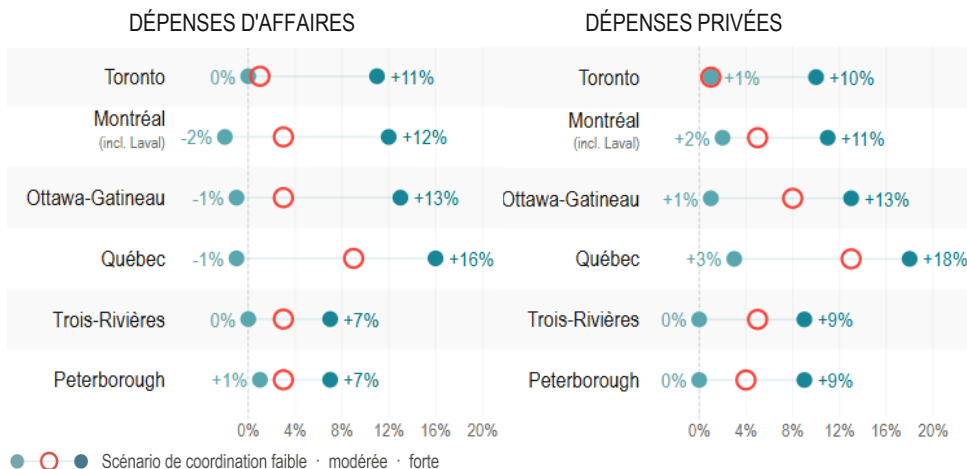 DÉPENSES D'AFFAIRES
Toronto 0% +11%
Montréal
(incl. Laval) -2% +12%
Ottawa-Gatineau -1% +13%
Québec -1% +16%
Trois-Rivières 0% +7%
Peterborough +1% +7%
0% 4% 8% 12% 16% 20%
DÉPENSES PRIVÉES
Toronto +1% +10%
Montréal
(incl. Laval) +2% +11%
Ottawa-Gatineau +1% +13%
Québec +3% +18%
Trois-Rivières 0% +9%
Peterborough 0% +9%
0% 4% 8% 12% 16% 20%
Scénario de coordination faible · modérée · forte